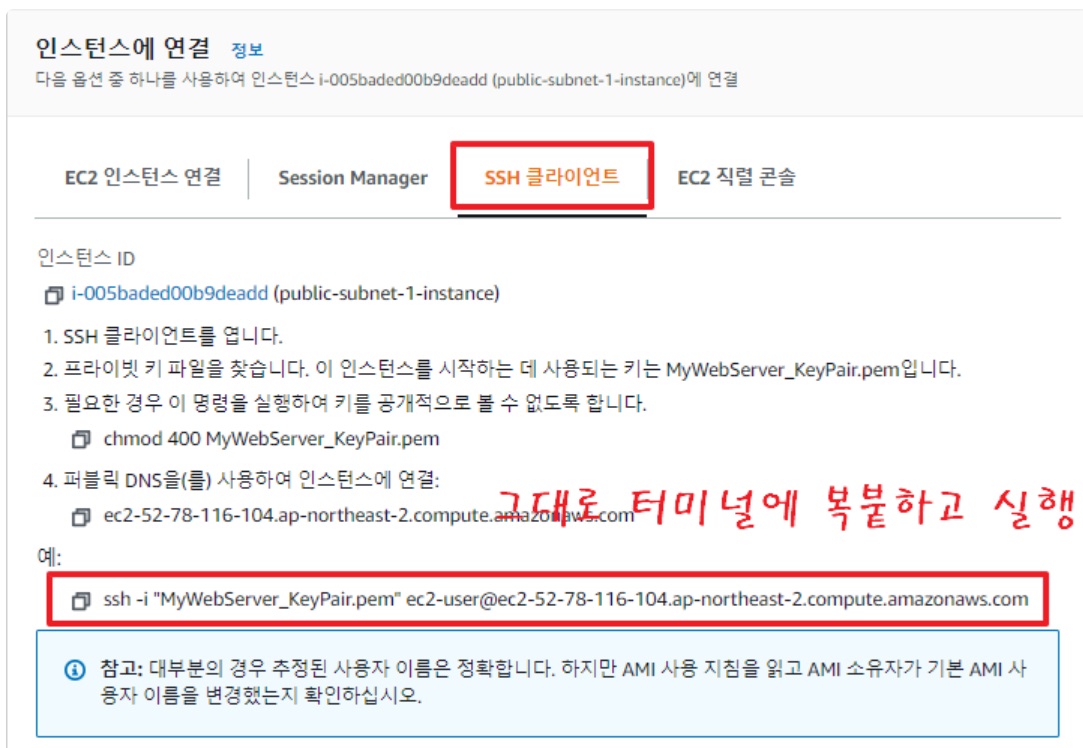 인스턴스에 연결 정보
다음 옵션 중 하나를 사용하여 인스턴스 i-005baded00b9deadd (public-subnet-1-instance)에 연결
EC2 인스턴스 연결 Session Manager SSH 클라이언트 EC2 직렬 콘솔
인스턴스 ID
i-005baded00b9deadd (public-subnet-1-instance)
1. SSH 클라이언트를 엽니다.
2. 프라이빗 키 파일을 찾습니다. 이 인스턴스를 시작하는 데 사용되는 키는 MyWebServer_KeyPair.pem입니다.
3. 필요한 경우 이 명령을 실행하여 키를 공개적으로 볼 수 없도록 합니다.
chmod 400 MyWebServer_KeyPair.pem
4. 퍼블릭 DNS을(를) 사용하여 인스턴스에 연결:
그대로 터미널에 복붙하고 실행
ec2-52-78-116-104.ap-northeast-2.compute.amazonaws.com
예:
ssh -i "MyWebServer_KeyPair.pem" ec2-user@ec2-52-78-116-104.ap-northeast-2.compute.amazonaws.com
참고: 대부분의 경우 추정된 사용자 이름은 정확합니다. 하지만 AMI 사용 지침을 읽고 AMI 소유자가 기본 AMI 사
용자 이름을 변경했는지 확인하십시오.